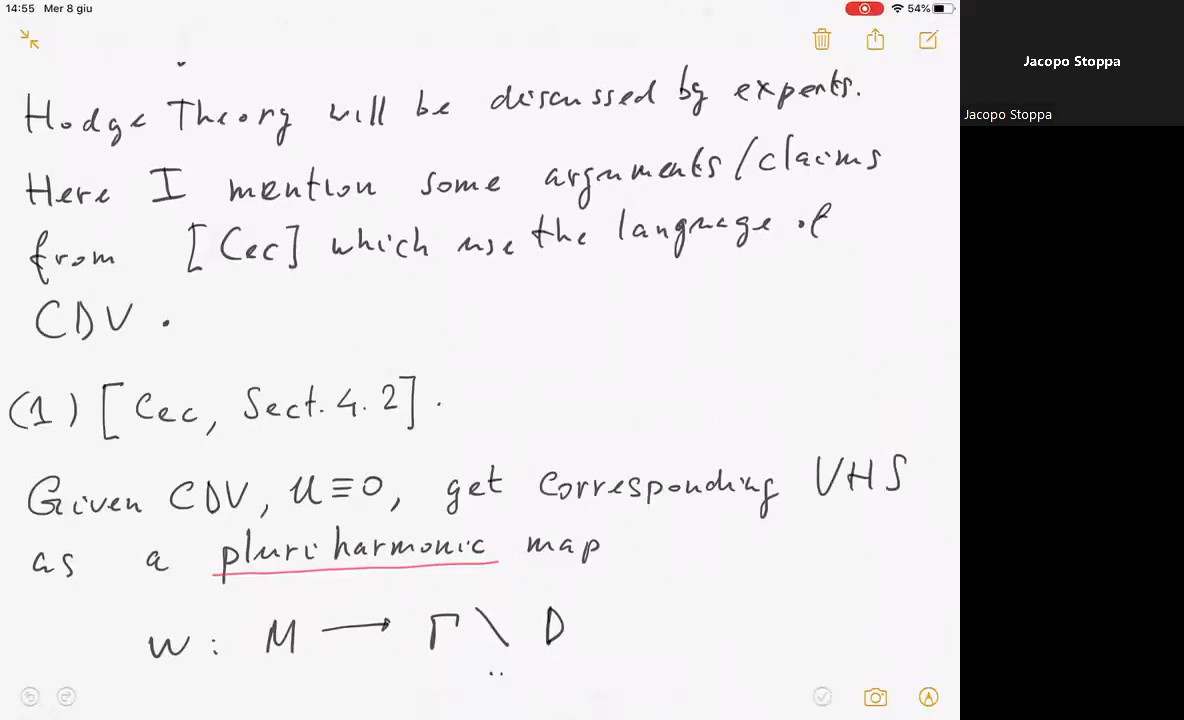 14:55 Mer 8 giu
54%
Jacopo Stoppa
Jacopo Stoppa
Hodge Theory will be discussed by experts.
Here I mention some arguments/claims
from [Cec] which use the language of
CDV.
(1) [Cec, Sect. 4.2].
Given CDV, U≡0, get corresponding VHS
as a pluriharmonic map
w: M → Γ \ D